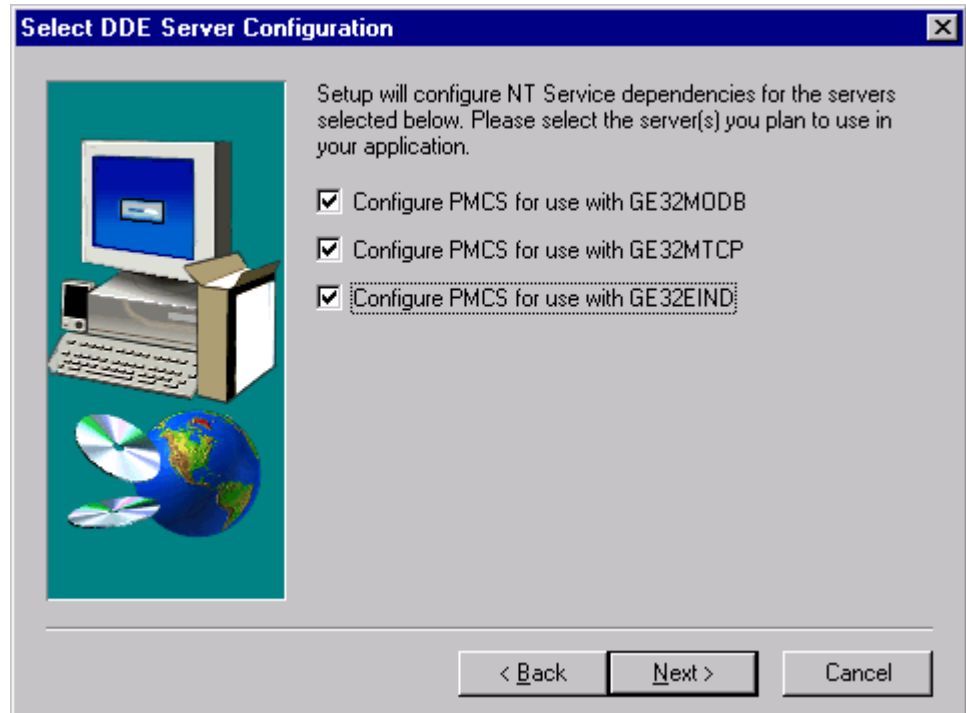 Select DDE Server Configuration
Setup will configure NT Service dependencies for the servers
selected below. Please select the server(s) you plan to use in
your application.
Configure PMCS for use with GE32MODB
Configure PMCS for use with GE32MTCP
Configure PMCS for use with GE32EIND
< Back
Next >
Cancel